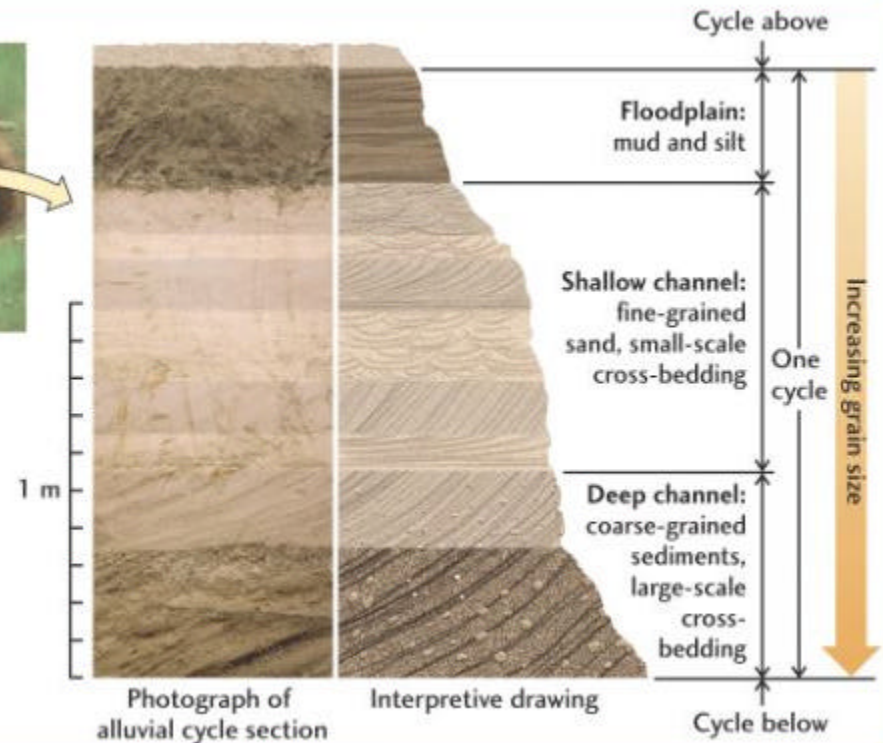 Cycle above
Floodplain:
mud and silt
Shallow channel:
fine-grained
sand, small-scale
cross-bedding
One
cycle
Increasing grain size
1 m
Deep channel:
coarse-grained
sediments,
large-scale
cross-
bedding
Photograph of
alluvial cycle section
Interpretive drawing
Cycle below